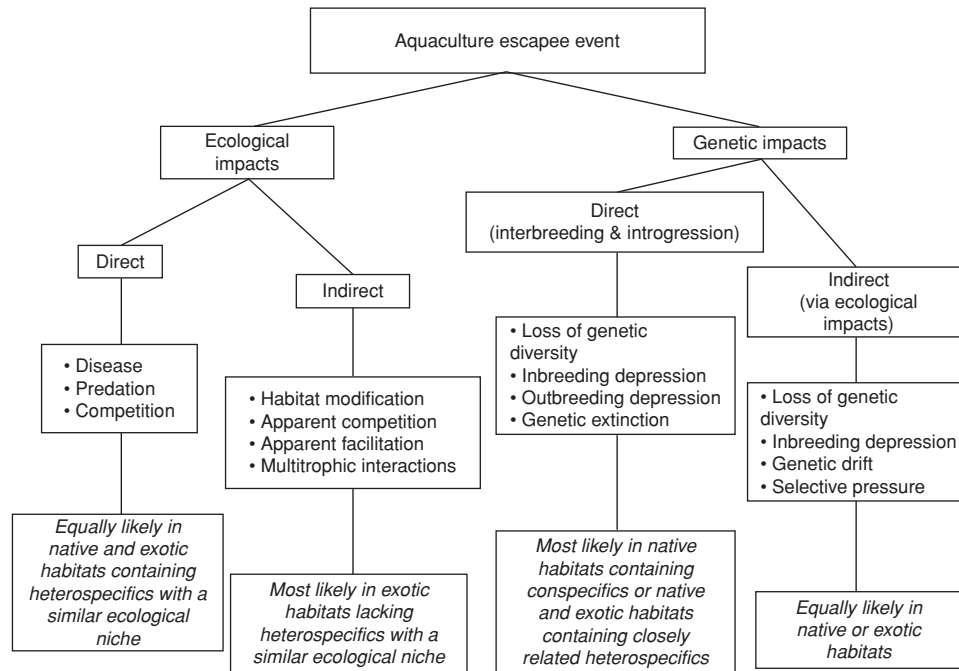 Aquaculture escapee event
Ecological
impacts
Genetic impacts
Direct
(interbreeding & introgression)
Direct
Indirect
Indirect
(via ecological
impacts)
• Disease
• Predation
• Competition
• Habitat modification
• Apparent competition
• Apparent facilitation
• Multitrophic interactions
• Loss of genetic
diversity
• Inbreeding depression
• Outbreeding depression
• Genetic extinction
• Loss of genetic
diversity
• Inbreeding depression
• Genetic drift
• Selective pressure
Equally likely in
native and exotic
habitats containing
heterospecifics with a
similar ecological
niche
Most likely in exotic
habitats lacking
heterospecifics with a
similar ecological niche
Most likely in native
habitats containing
conspecifics or native
and exotic habitats
containing closely
related heterospecifics
Equally likely in
native or exotic
habitats